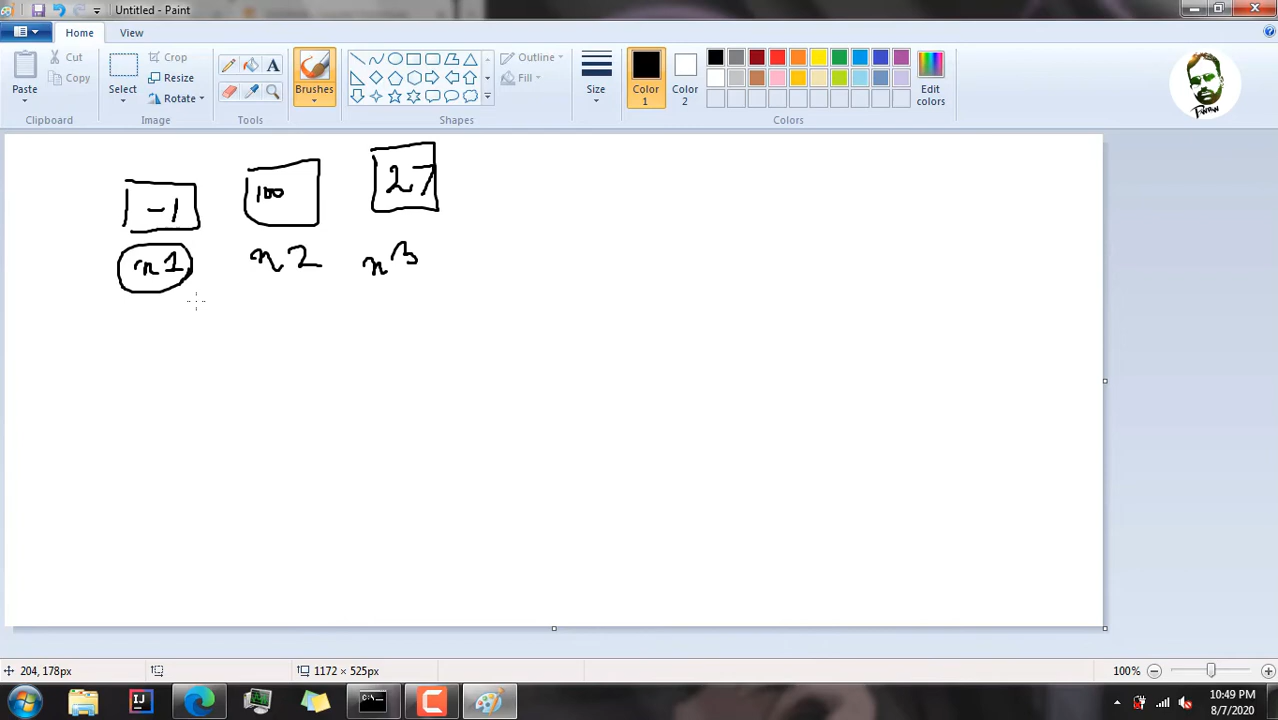 Untitled - Paint
Home View
Paste
Cut
Copy
Clipboard
Select
Crop
Resize
Rotate
Image
A
Tools
Brushes
Outline
Fill
Shapes
Size
Color
1
Color
2
Edit
colors
Colors
-1 100 27
n1 n2 n3
204, 178px
1172 × 525px
100%
IJ
C:\
C
10:49 PM
8/7/2020